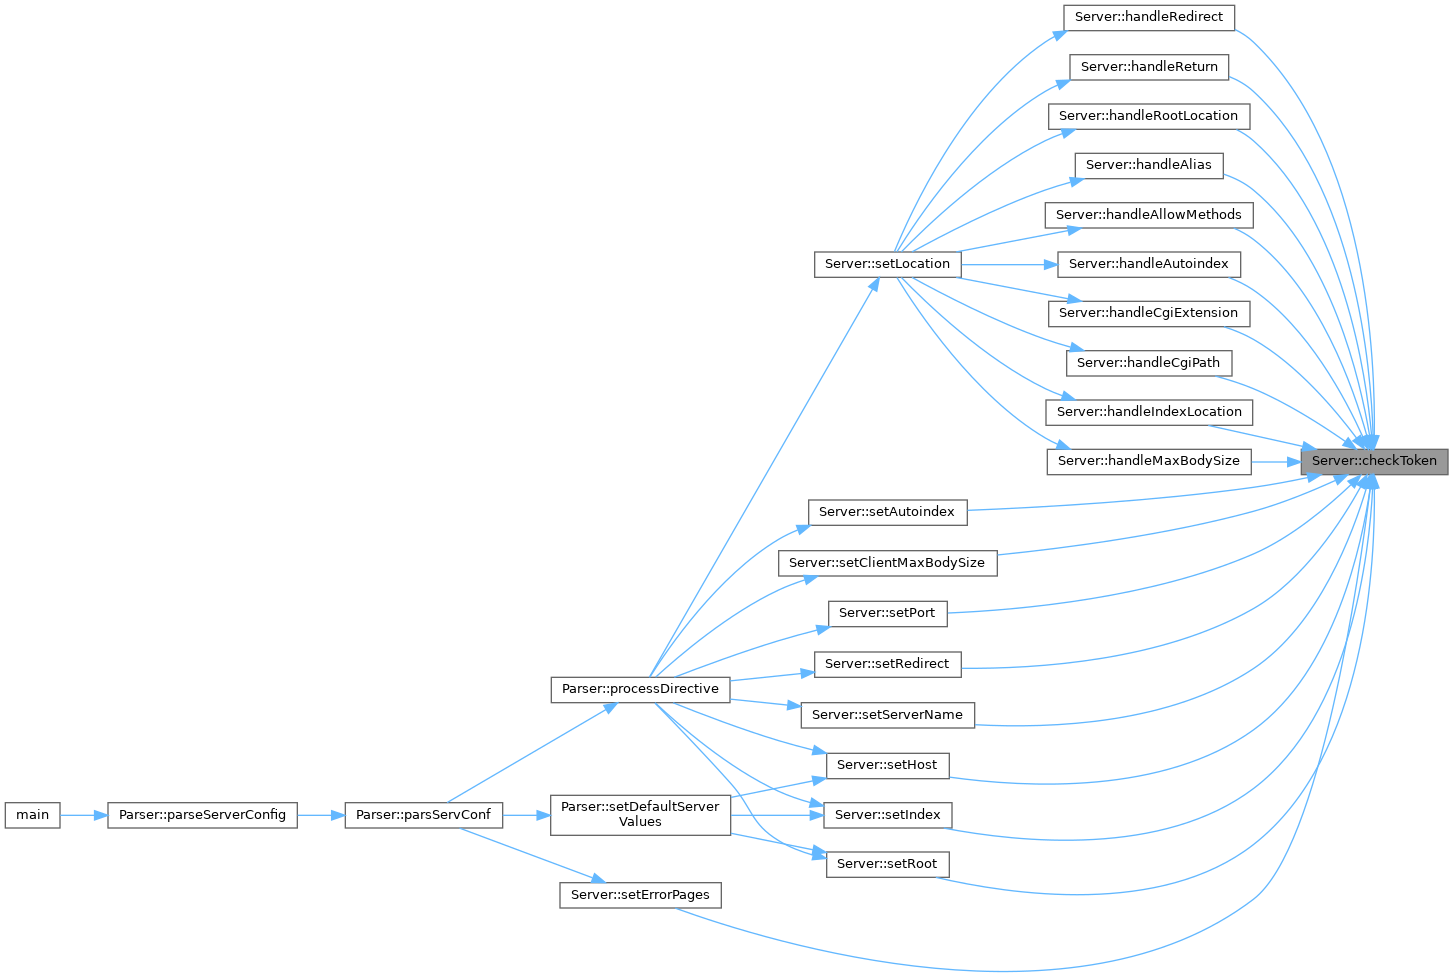 Server::handleRedirect
Server::handleReturn
Server::handleRootLocation
Server::handleAlias
Server::handleAllowMethods
Server::setLocation
Server::handleAutoindex
Server::handleCgiExtension
Server::handleCgiPath
Server::handleIndexLocation
Server::handleMaxBodySize
Server::checkToken
Server::setAutoindex
Server::setClientMaxBodySize
Server::setPort
Server::setRedirect
Parser::processDirective
Server::setServerName
Server::setHost
main
Parser::parseServerConfig
Parser::parsServConf
Parser::setDefaultServer
Values
Server::setIndex
Server::setRoot
Server::setErrorPages